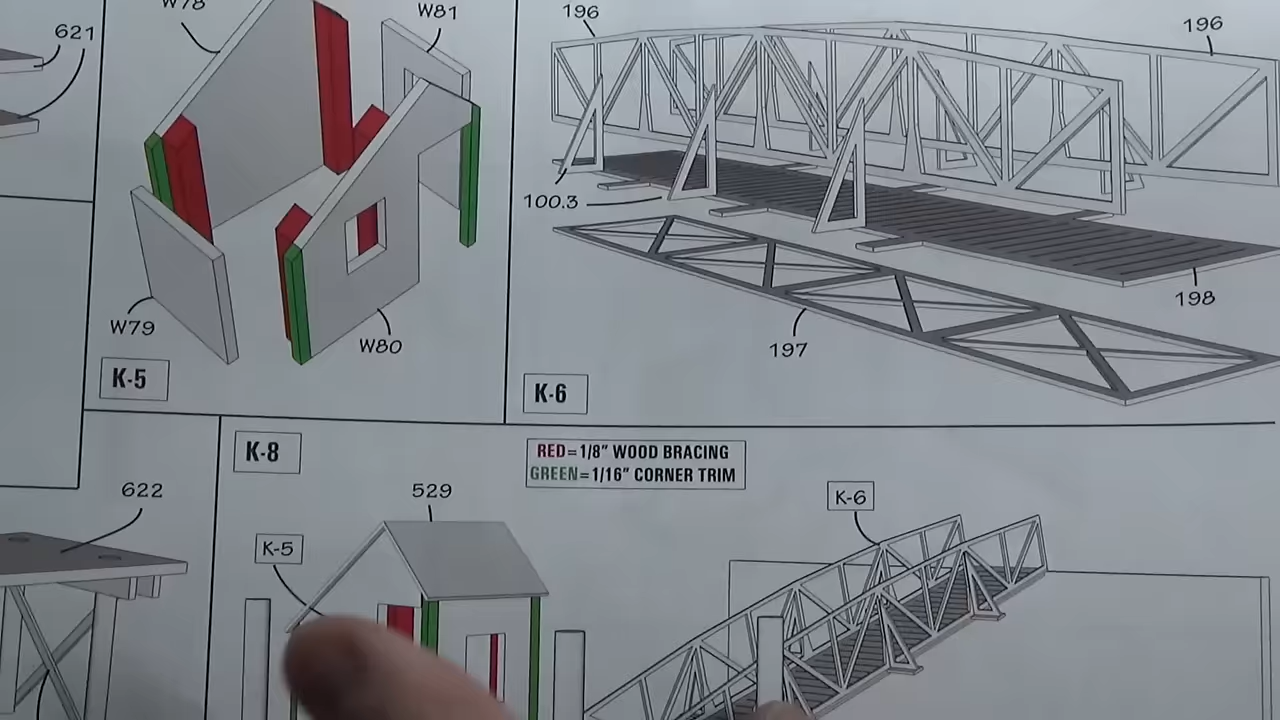 W78
W81
621
196
196
100.3
198
W79
W80
197
K-5
K-6
K-8
RED=1/8" WOOD BRACING
GREEN=1/16" CORNER TRIM
622
529
K-6
K-5